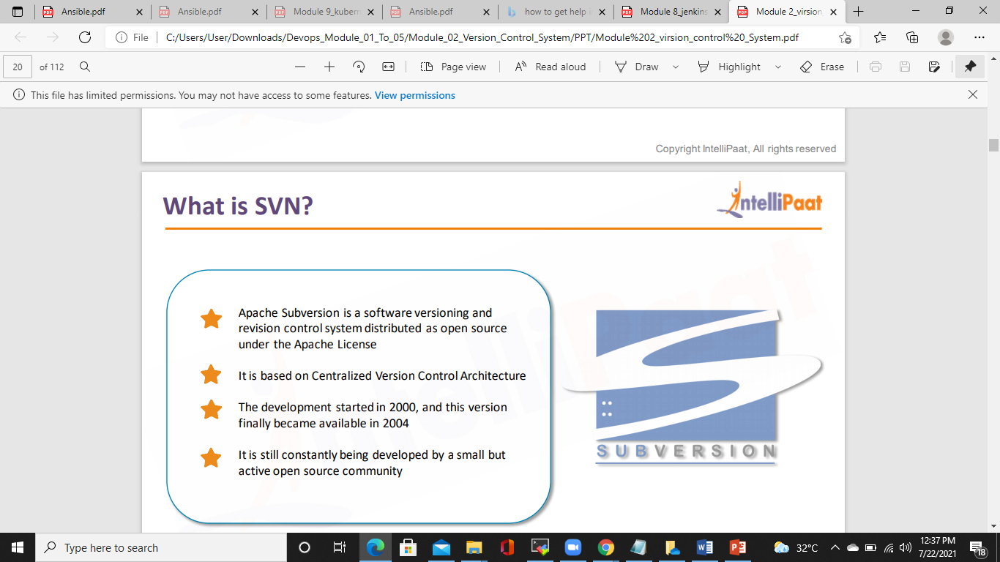 Ansible.pdf
Ansible.pdf
Module 9_kubern
Ansible.pdf
how to get help i
Module 8_jenkins
Module 2_virsion
File
C:/Users/User/Downloads/Devops_Module_01_To_05/Module_02_Version_Control_System/PPT/Module%202_virsion_control%20_System.pdf
20
of 112
Page view
Read aloud
Draw
Highlight
Erase
This file has limited permissions. You may not have access to some features. View permissions
Copyright IntelliPaat, All rights reserved
What is SVN?
IntelliPaat
Apache Subversion is a software versioning and
revision control system distributed as open source
under the Apache License
It is based on Centralized Version Control Architecture
The development started in 2000, and this version
finally became available in 2004
It is still constantly being developed by a small but
active open source community
SUBVERSION
Type here to search
32°C
12:37 PM
7/22/2021
18